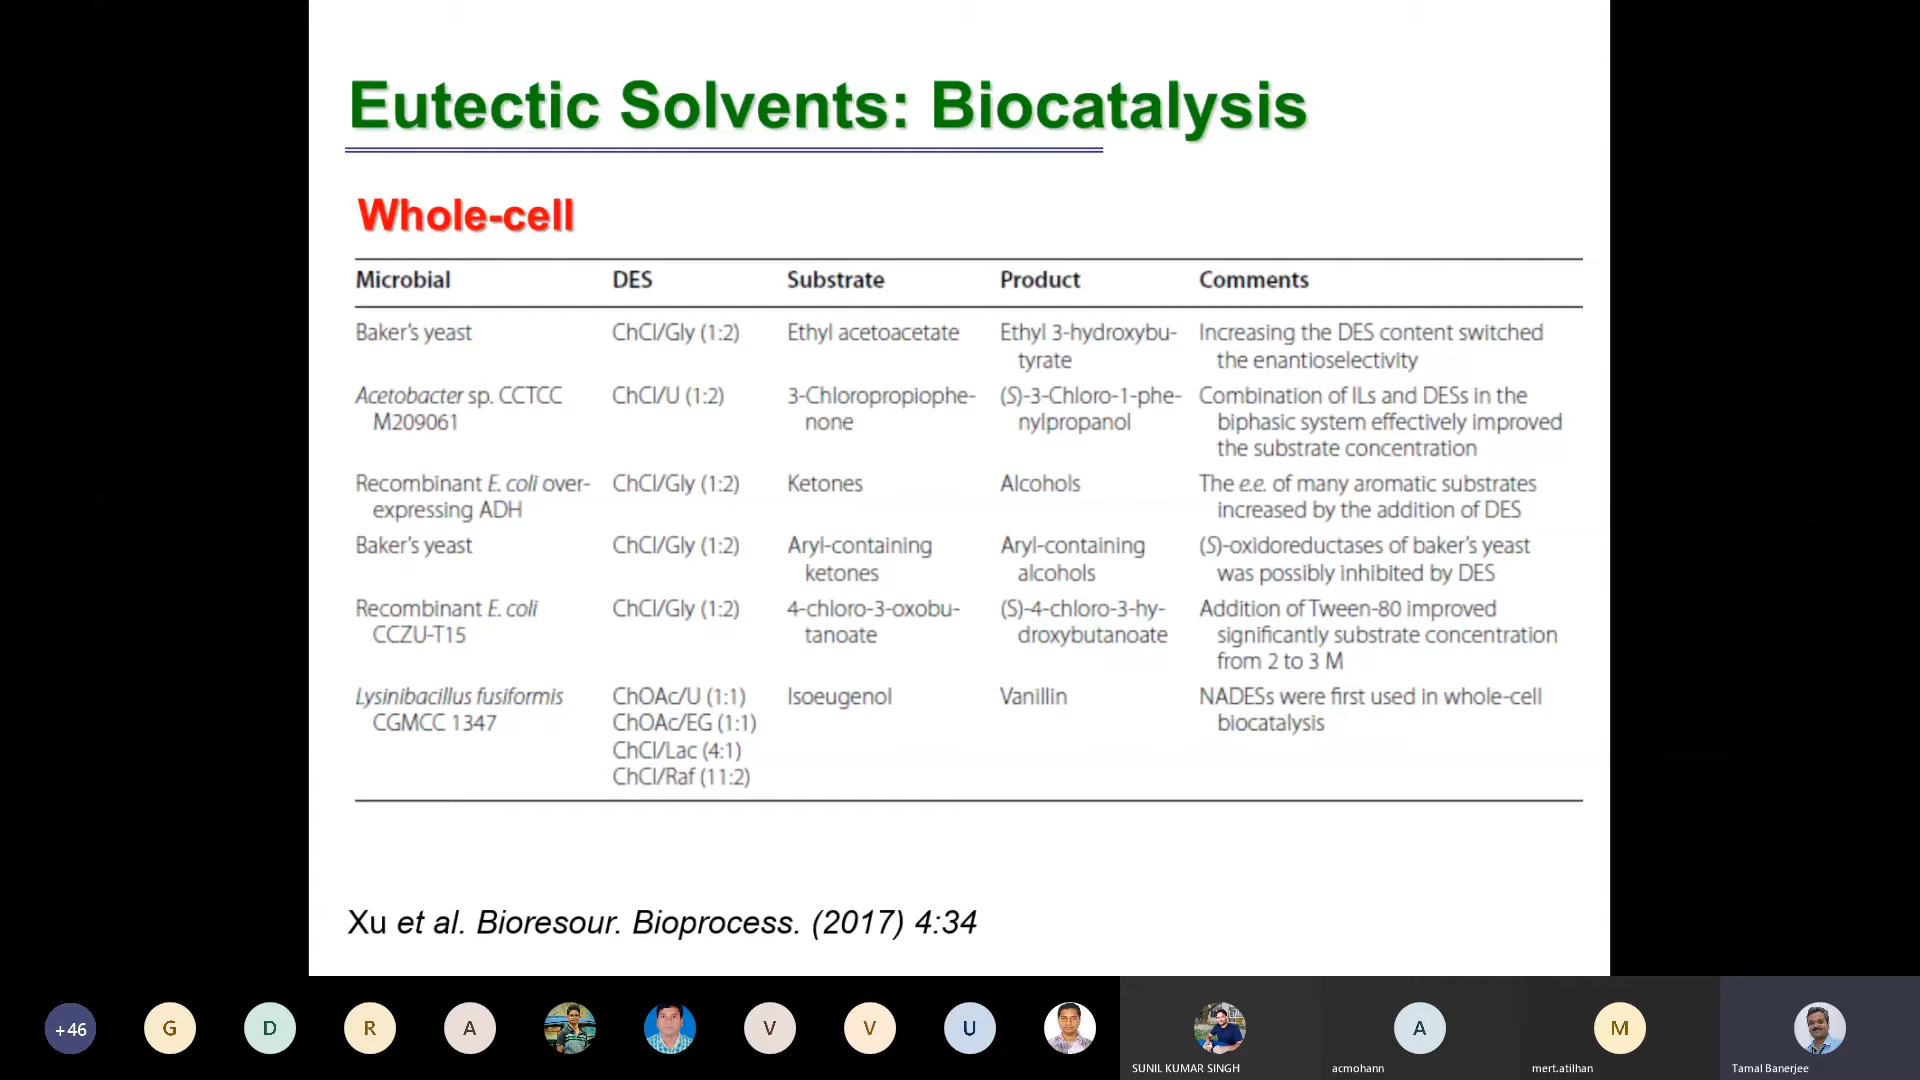 Eutectic Solvents: Biocatalysis
Whole-cell
Microbial DES Substrate Product Comments
Baker's yeast ChCl/Gly (1:2) Ethyl acetoacetate Ethyl 3-hydroxybu- Increasing the DES content switched
tyrate the enantioselectivity
Acetobacter sp. CCTCC ChCl/U (1:2) 3-Chloropropiophe- (S)-3-Chloro-1-phe- Combination of ILs and DESs in the
M209061 none nylpropanol biphasic system effectively improved
the substrate concentration
Recombinant E. coli over- ChCl/Gly (1:2) Ketones Alcohols The e.e. of many aromatic substrates
expressing ADH increased by the addition of DES
Baker's yeast ChCl/Gly (1:2) Aryl-containing Aryl-containing (S)-oxidoreductases of baker's yeast
ketones alcohols was possibly inhibited by DES
Recombinant E. coli ChCl/Gly (1:2) 4-chloro-3-oxobu- (S)-4-chloro-3-hy- Addition of Tween-80 improved
CCZU-T15 tanoate droxybutanoate significantly substrate concentration
from 2 to 3 M
Lysinibacillus fusiformis ChOAc/U (1:1) Isoeugenol Vanillin NADESs were first used in whole-cell
CGMCC 1347 ChOAc/EG (1:1) biocatalysis
ChCl/Lac (4:1)
ChCl/Raf (11:2)
Xu et al. Bioresour. Bioprocess. (2017) 4:34
+46 G D R A V V U A M
SUNIL KUMAR SINGH acmohann mert.atilhan Tamal Banerjee